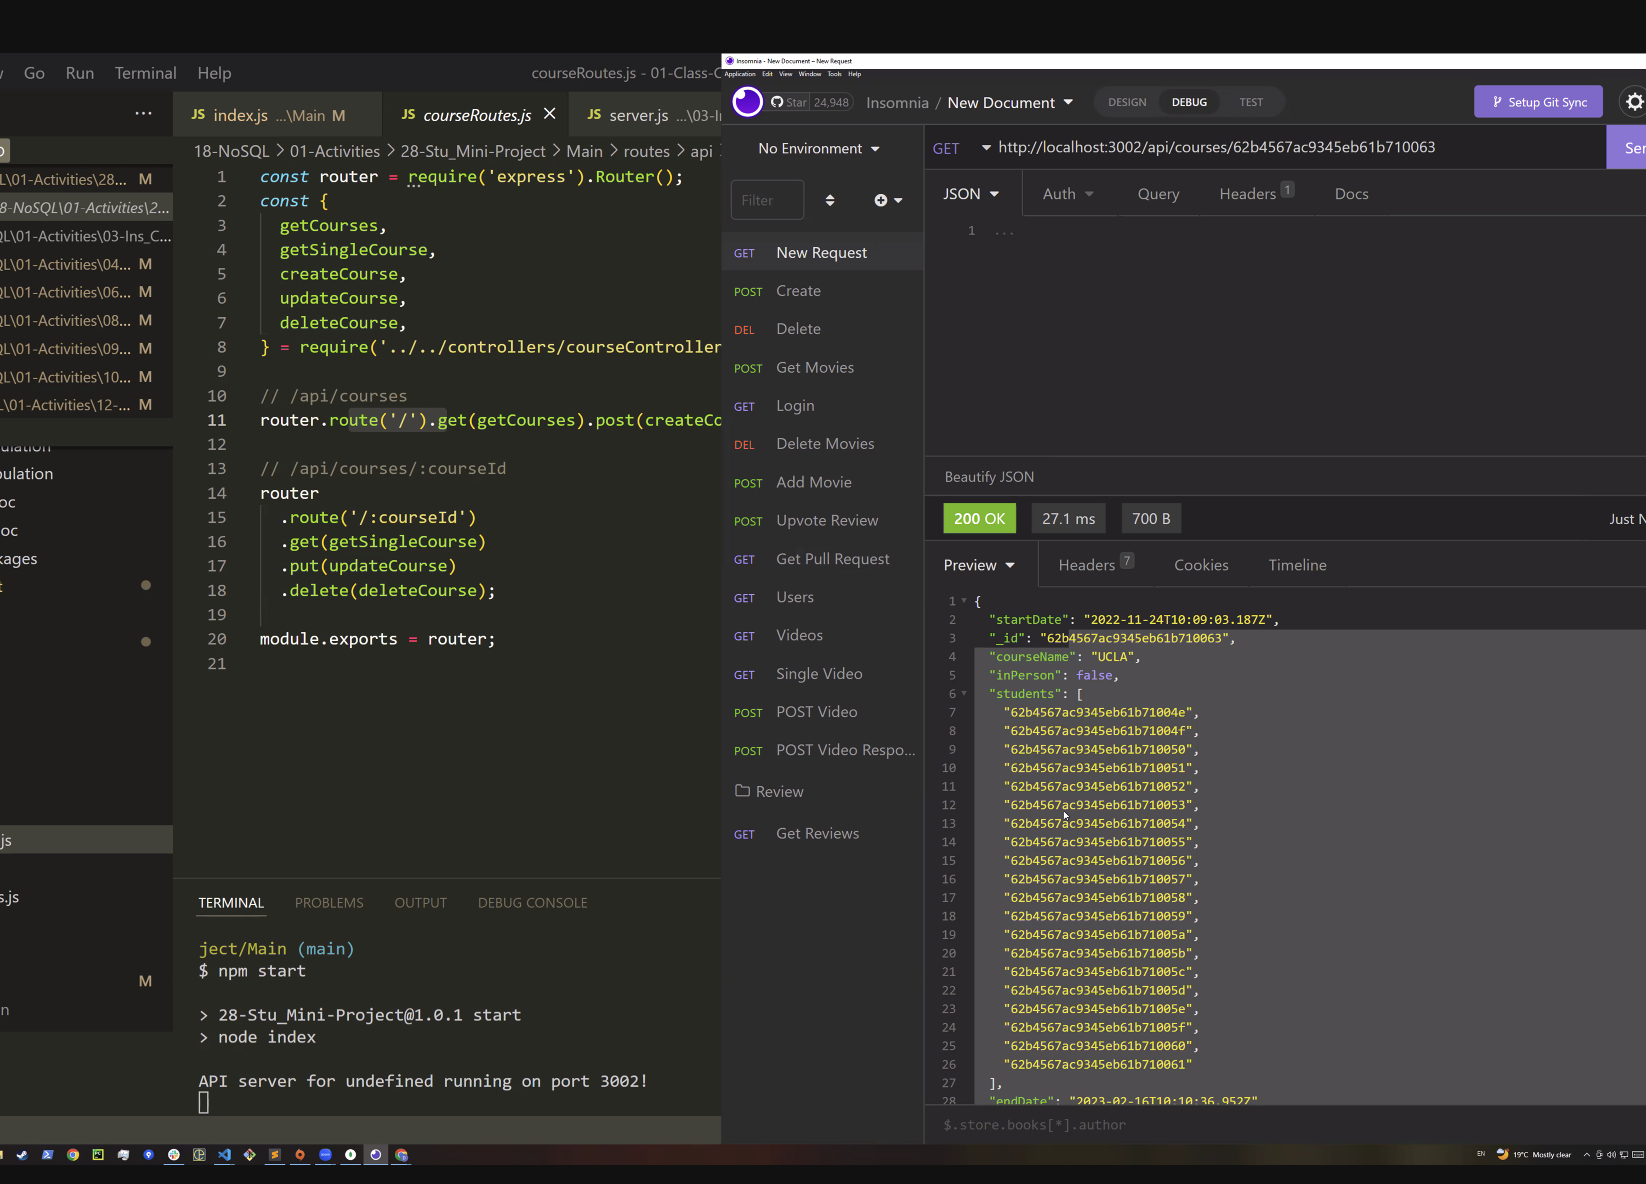 Go Run Terminal Help
courseRoutes.js - 01-Class-C
...
JS index.js ...\Main M
JS courseRoutes.js ×
JS server.js ...\03-I
18-NoSQL > 01-Activities > 28-Stu_Mini-Project > Main > routes > api
L\01-Activities\28... M
8-NoSQL\01-Activities\2...
QL\01-Activities\03-Ins_C...
QL\01-Activities\04... M
QL\01-Activities\06... M
QL\01-Activities\08... M
QL\01-Activities\09... M
QL\01-Activities\10... M
L\01-Activities\12-... M
ulation
oc
oc
kages
t
js
s.js
M
n
1 const router = require('express').Router();
2 const {
3 getCourses,
4 getSingleCourse,
5 createCourse,
6 updateCourse,
7 deleteCourse,
8 } = require('../../controllers/courseController
9
10 // /api/courses
11 router.route('/').get(getCourses).post(createCo
12
13 // /api/courses/:courseId
14 router
15 .route('/:courseId')
16 .get(getSingleCourse)
17 .put(updateCourse)
18 .delete(deleteCourse);
19
20 module.exports = router;
21
TERMINAL PROBLEMS OUTPUT DEBUG CONSOLE
ject/Main (main)
$ npm start
> 28-Stu_Mini-Project@1.0.1 start
> node index
API server for undefined running on port 3002!
Insomnia - New Document – New Request
Application Edit View Window Tools Help
Star 24,948
Insomnia / New Document
DESIGN DEBUG TEST
Setup Git Sync
No Environment
Filter
GET New Request
POST Create
DEL Delete
POST Get Movies
GET Login
DEL Delete Movies
POST Add Movie
POST Upvote Review
GET Get Pull Request
GET Users
GET Videos
GET Single Video
POST POST Video
POST POST Video Respo...
Review
GET Get Reviews
GET http://localhost:3002/api/courses/62b4567ac9345eb61b710063
Ser
JSON Auth Query Headers 1 Docs
1 ...
Beautify JSON
200 OK 27.1 ms 700 B
Just N
Preview Headers 7 Cookies Timeline
1 {
2 "startDate": "2022-11-24T10:09:03.187Z",
3 "_id": "62b4567ac9345eb61b710063",
4 "courseName": "UCLA",
5 "inPerson": false,
6 "students": [
7 "62b4567ac9345eb61b71004e",
8 "62b4567ac9345eb61b71004f",
9 "62b4567ac9345eb61b710050",
10 "62b4567ac9345eb61b710051",
11 "62b4567ac9345eb61b710052",
12 "62b4567ac9345eb61b710053",
13 "62b4567ac9345eb61b710054",
14 "62b4567ac9345eb61b710055",
15 "62b4567ac9345eb61b710056",
16 "62b4567ac9345eb61b710057",
17 "62b4567ac9345eb61b710058",
18 "62b4567ac9345eb61b710059",
19 "62b4567ac9345eb61b71005a",
20 "62b4567ac9345eb61b71005b",
21 "62b4567ac9345eb61b71005c",
22 "62b4567ac9345eb61b71005d",
23 "62b4567ac9345eb61b71005e",
24 "62b4567ac9345eb61b71005f",
25 "62b4567ac9345eb61b710060",
26 "62b4567ac9345eb61b710061"
27 ],
28 "endDate": "2023-02-16T10:10:36.952Z"
$.store.books[*].author
EN 19°C Mostly clear